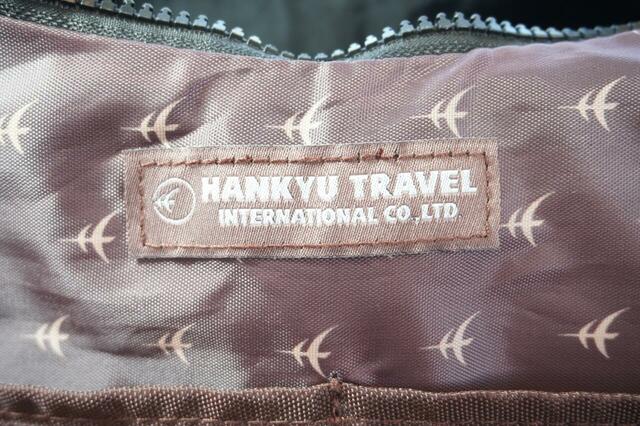 HANKYU TRAVEL
INTERNATIONAL CO.,LTD.